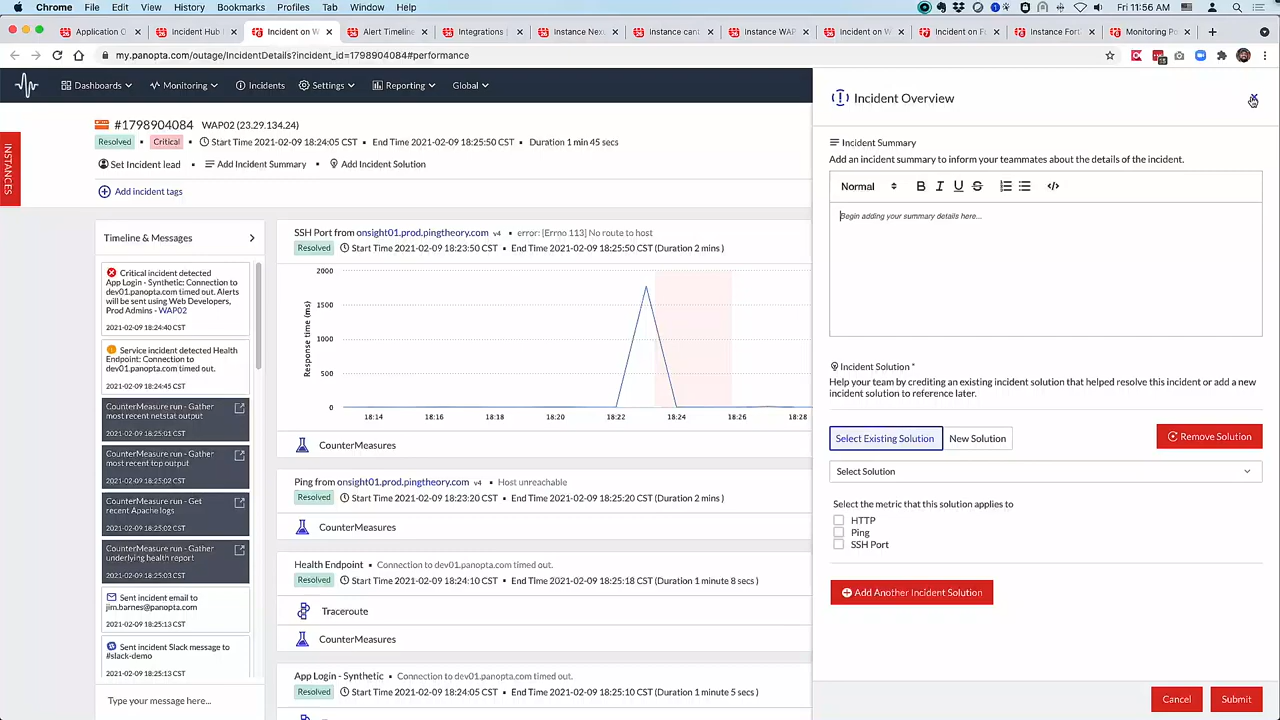 Chrome File Edit View History Bookmarks Profiles Tab Window Help Fri 11:56 AM
Application O Incident Hub Incident on W Alert Timeline Integrations | Instance Nexu Instance cant Instance WAP Incident on W Incident on Fo Instance Forti Monitoring Po
my.panopta.com/outage/IncidentDetails?incident_id=1798904084#performance
Dashboards Monitoring Incidents Settings Reporting Global
INSTANCES
#1798904084 WAP02 (23.29.134.24)
Resolved • Critical • Start Time 2021-02-09 18:24:05 CST • End Time 2021-02-09 18:25:50 CST • Duration 1 min 45 secs
Set Incident lead • Add Incident Summary • Add Incident Solution
Add incident tags
Timeline & Messages
Critical incident detected
App Login - Synthetic: Connection to
dev01.panopta.com timed out. Alerts
will be sent using Web Developers,
Prod Admins - WAP02
2021-02-09 18:24:40 CST
Service incident detected Health
Endpoint: Connection to
dev01.panopta.com timed out.
2021-02-09 18:24:45 CST
CounterMeasure run - Gather
most recent netstat output
2021-02-09 18:25:01 CST
CounterMeasure run - Gather
most recent top output
2021-02-09 18:25:02 CST
CounterMeasure run - Get
recent Apache logs
2021-02-09 18:25:02 CST
CounterMeasure run - Gather
underlying health report
2021-02-09 18:25:03 CST
Sent incident email to
jim.barnes@panopta.com
2021-02-09 18:25:13 CST
Sent incident Slack message to
#slack-demo
2021-02-09 18:25:13 CST
Type your message here...
SSH Port from onsight01.prod.pingtheory.com v4 • error: [Errno 113] No route to host
Resolved Start Time 2021-02-09 18:23:50 CST • End Time 2021-02-09 18:25:50 CST (Duration 2 mins )
Response time (ms)
2000
1500
1000
500
0
18:14 18:16 18:18 18:20 18:22 18:24 18:26 18:28
CounterMeasures
Ping from onsight01.prod.pingtheory.com v4 • Host unreachable
Resolved Start Time 2021-02-09 18:23:20 CST • End Time 2021-02-09 18:25:20 CST (Duration 2 mins )
CounterMeasures
Health Endpoint • Connection to dev01.panopta.com timed out.
Resolved Start Time 2021-02-09 18:24:10 CST • End Time 2021-02-09 18:25:18 CST (Duration 1 minute 8 secs )
Traceroute
CounterMeasures
App Login - Synthetic • Connection to dev01.panopta.com timed out.
Resolved Start Time 2021-02-09 18:24:05 CST • End Time 2021-02-09 18:25:10 CST (Duration 1 minute 5 secs )
Incident Overview
Incident Summary
Add an incident summary to inform your teammates about the details of the incident.
Normal B I U S </>
Begin adding your summary details here...
Incident Solution *
Help your team by crediting an existing incident solution that helped resolve this incident or add a new
incident solution to reference later.
Select Existing Solution New Solution Remove Solution
Select Solution
Select the metric that this solution applies to
HTTP
Ping
SSH Port
Add Another Incident Solution
Cancel Submit